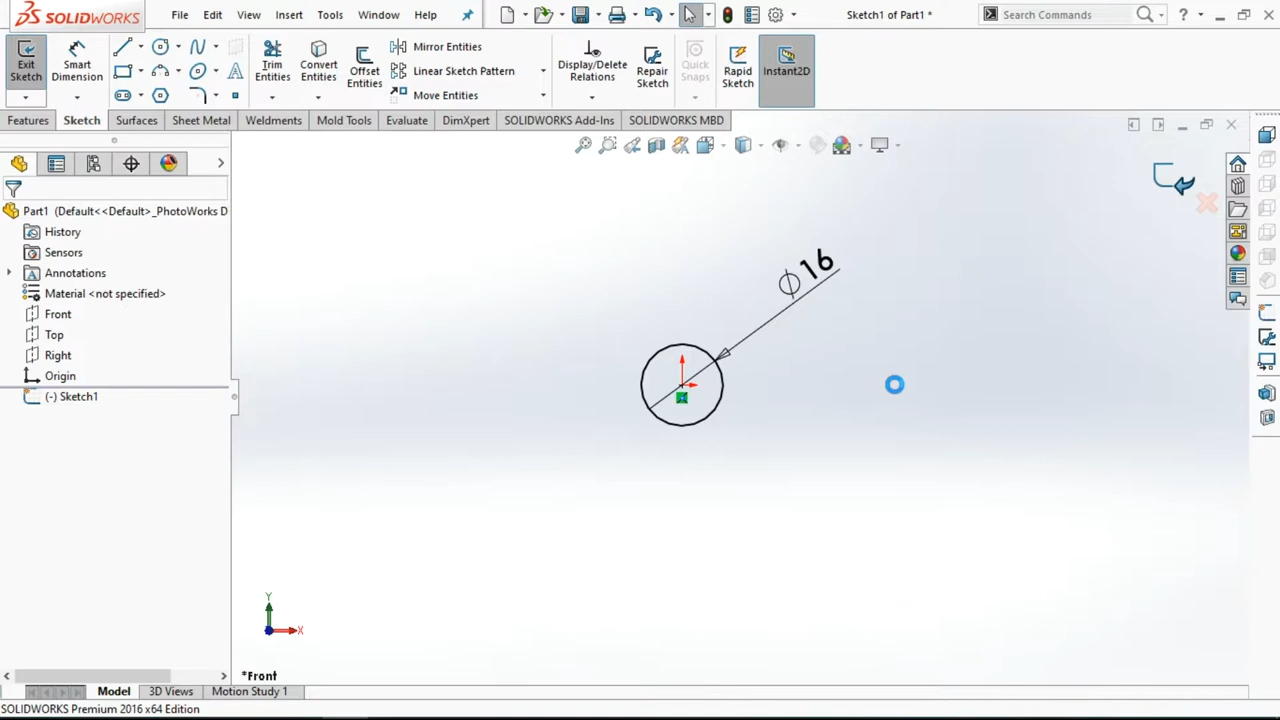 SOLIDWORKS File Edit View Insert Tools Window Help Sketch1 of Part1 * Search Commands ?
Exit Sketch Smart Dimension Trim Entities Convert Entities Offset Entities Mirror Entities Linear Sketch Pattern Move Entities Display/Delete Relations Repair Sketch Quick Snaps Rapid Sketch Instant2D
Features Sketch Surfaces Sheet Metal Weldments Mold Tools Evaluate DimXpert SOLIDWORKS Add-Ins SOLIDWORKS MBD
Part1 (Default<<Default>_PhotoWorks D
History
Sensors
Annotations
Material <not specified>
Front
Top
Right
Origin
(-) Sketch1
∅16
Y
X
*Front
Model 3D Views Motion Study 1
SOLIDWORKS Premium 2016 x64 Edition